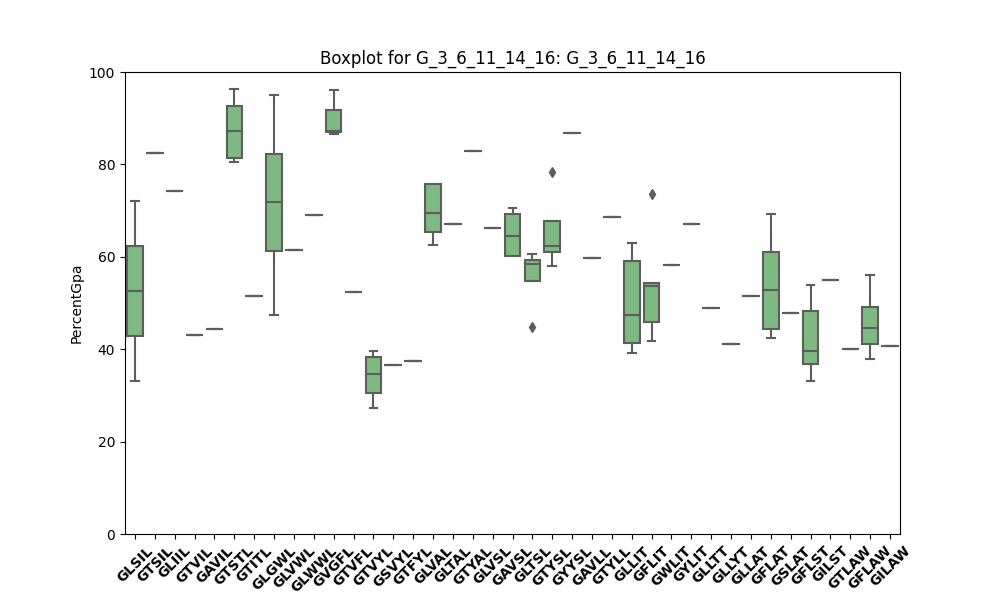 Boxplot for G_3_6_11_14_16: G_3_6_11_14_16
100
80
60
40
20
0
PercentGpa
GLSIL
GTSIL
GLIIL
GTVIL
GAVIL
GTSTL
GTITL
GLGWL
GLVWL
GLWWL
GVGFL
GTVFL
GTVYL
GSVYL
GTFYL
GLVAL
GLTAL
GTYAL
GLVSL
GAVSL
GLTSL
GTYSL
GYYSL
GAVLL
GTYLL
GLLIT
GFLIT
GWLIT
GYLIT
GLLTT
GLLYT
GLLAT
GFLAT
GSLAT
GFLST
GILST
GTLAW
GFLAW
GILAW